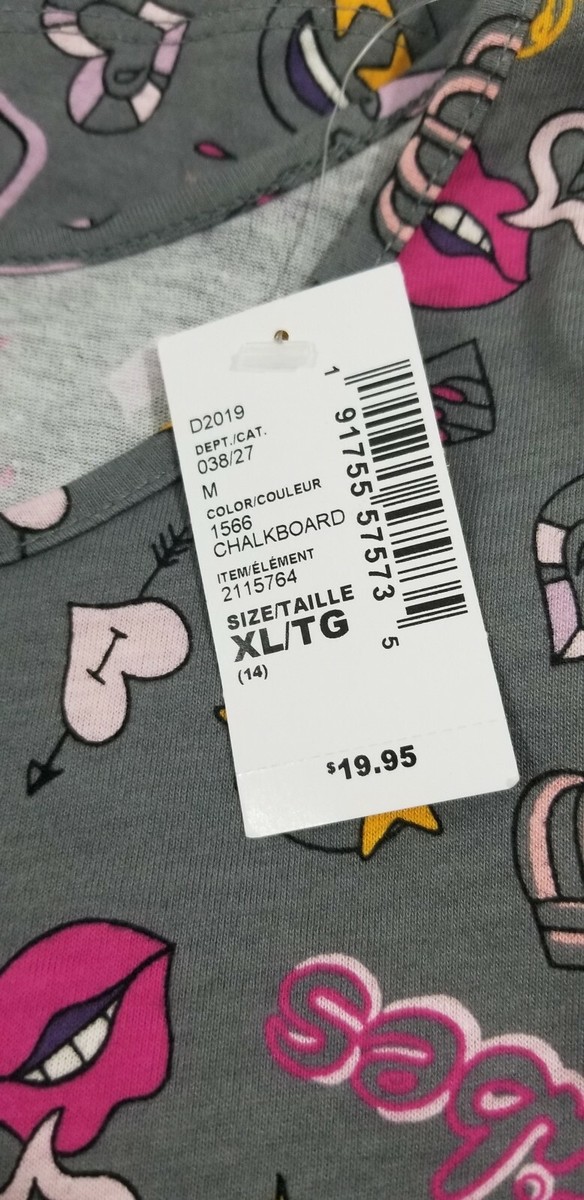 D2019
DEPT./CAT.
038/27
M
COLOR/COULEUR
1566
CHALKBOARD
ITEM/ÉLÉMENT
2115764
SIZE/TAILLE
XL/TG
(14)
1 91755 57573 5
$19.95
I